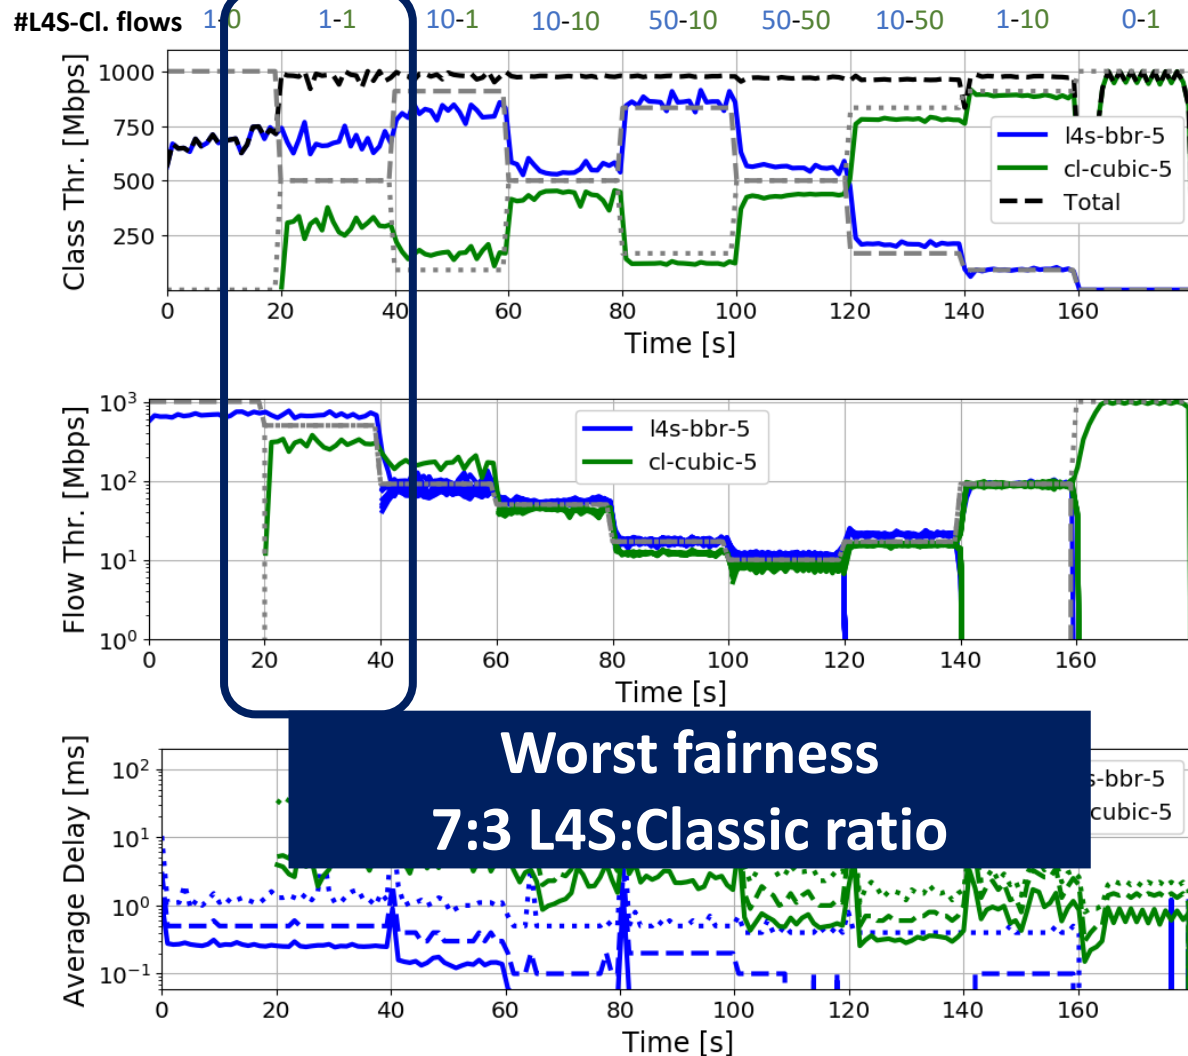 #L4S-Cl. flows 1-0 1-1 10-1 10-10 50-10 50-50 10-50 1-10 0-1
Class Thr. [Mbps]
1000
750
500
250
l4s-bbr-5
cl-cubic-5
Total
0 20 40 60 80 100 120 140 160
Time [s]
Flow Thr. [Mbps]
10³
10²
10¹
10⁰
l4s-bbr-5
cl-cubic-5
0 20 40 60 80 100 120 140 160
Time [s]
Worst fairness
7:3 L4S:Classic ratio
Average Delay [ms]
10²
10¹
10⁰
10⁻¹
s-bbr-5
cubic-5
0 20 40 60 80 100 120 140 160
Time [s]